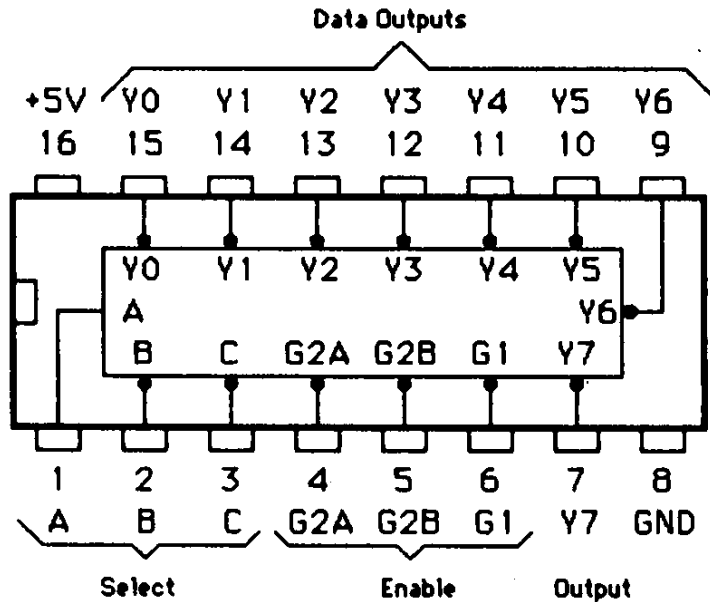 Data Outputs
+5V Y0 Y1 Y2 Y3 Y4 Y5 Y6
16 15 14 13 12 11 10 9
Y0 Y1 Y2 Y3 Y4 Y5
A Y6
B C G2A G2B G1 Y7
1 2 3 4 5 6 7 8
A B C G2A G2B G1 Y7 GND
Select Enable Output